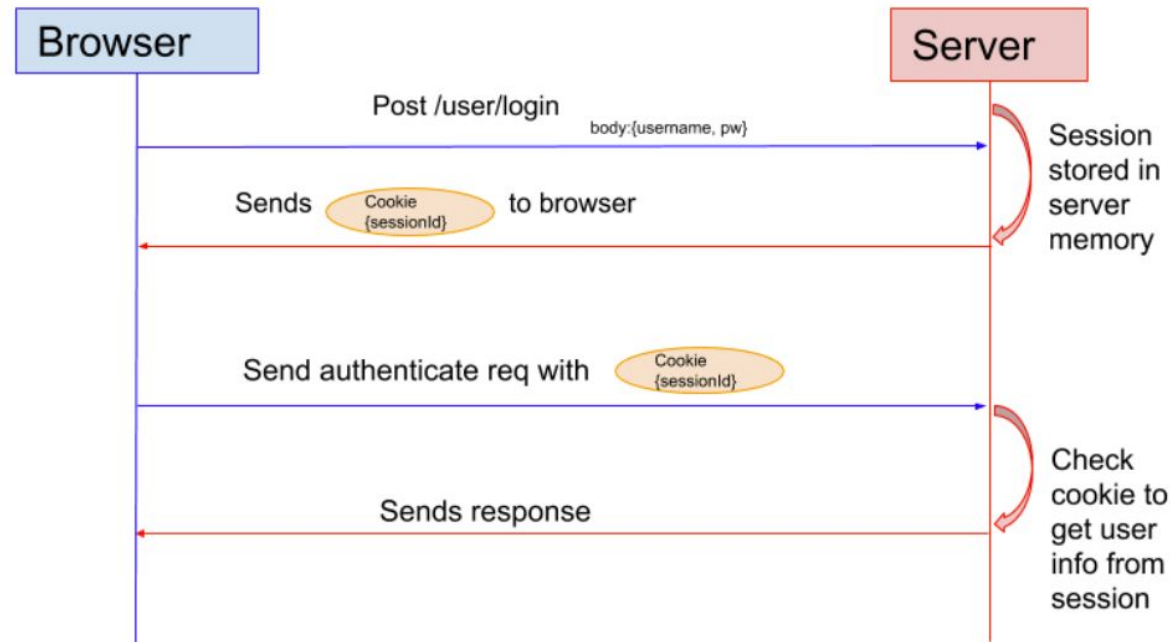 Browser
Server
Post /user/login
body:{username, pw}
Session
stored in
server
memory
Sends
Cookie
{sessionId}
to browser
Send authenticate req with
Cookie
{sessionId}
Check
cookie to
get user
info from
session
Sends response